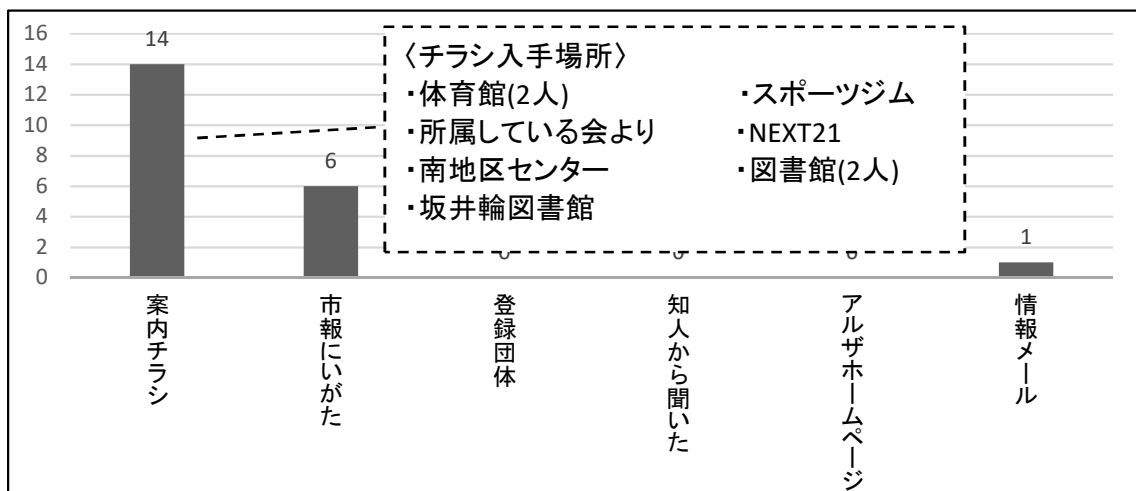 16
14
12
10
8
6
4
2
0
14
6
0
0
0
1
〈チラシ入手場所〉
・体育館(2人) ・スポーツジム
・所属している会より ・NEXT21
・南地区センター ・図書館(2人)
・坂井輪図書館
案内チラシ
市報にいがた
登録団体
知人から聞いた
アルザホームページ
情報メール